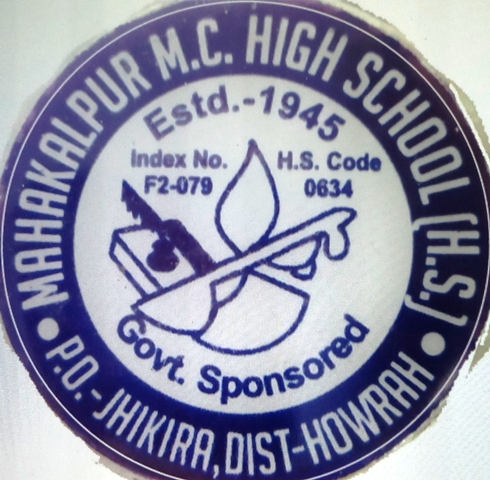 MAHAKALPUR M.C. HIGH SCHOOL (H.S.)
Estd.-1945
Index No. H.S. Code
F2-079 0634
Govt. Sponsored
P.O.-JHIKIRA, DIST-HOWRAH